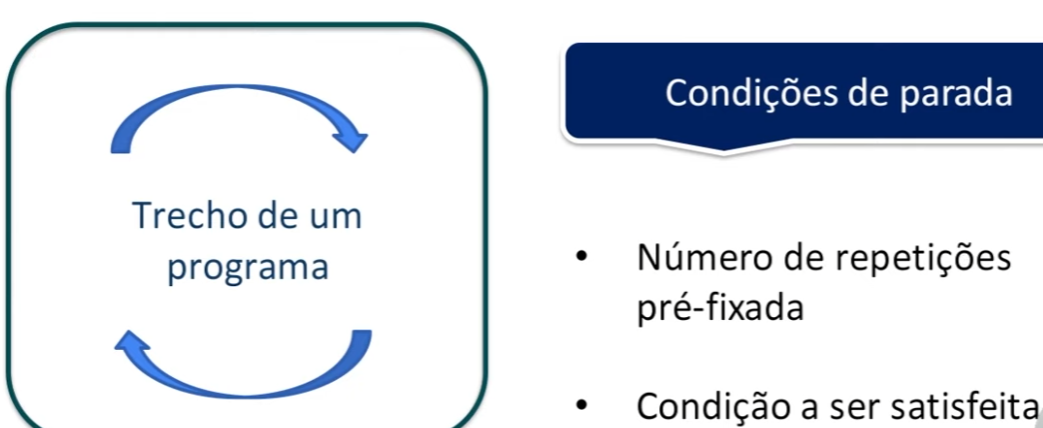 Trecho de um
programa
Condições de parada
• Número de repetições
pré-fixada
• Condição a ser satisfeita